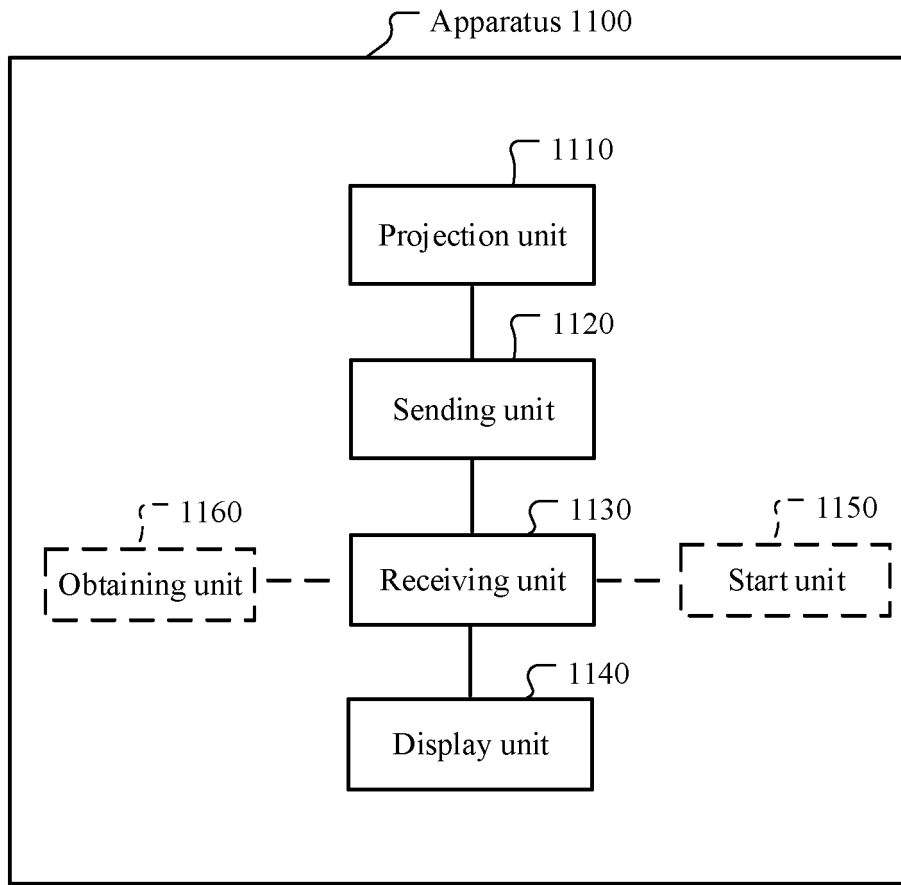 Apparatus 1100
1110
Projection unit
1120
Sending unit
1130
Receiving unit
1160
Obtaining unit
1150
Start unit
1140
Display unit